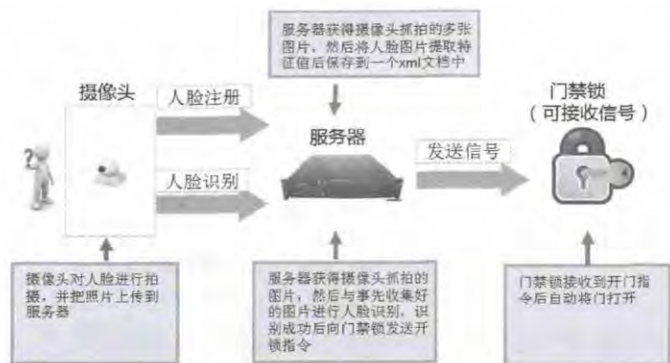 服务器获得摄像头抓拍的多张
图片，然后将人脸图片提取特
征值后保存到一个xml文档中
摄像头
人脸注册
门禁锁
（可接收信号）
服务器
发送信号
人脸识别
摄像头对人脸进行拍
摄，并把照片上传到
服务器
服务器获得摄像头抓拍的
图片，然后与事先收集好
的图片进行人脸识别，识
别成功后向门禁锁发送开
锁指令
门禁锁接收到开门指
令后自动将门打开